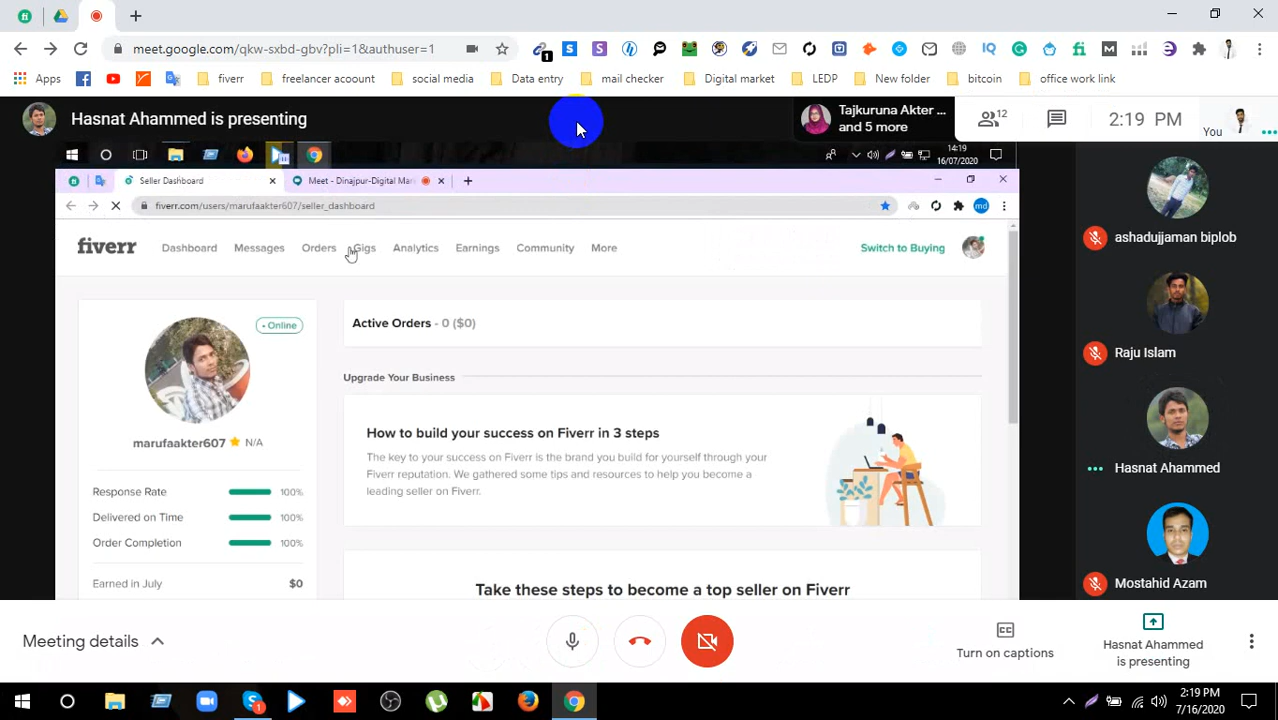 meet.google.com/qkw-sxbd-gbv?pli=1&authuser=1
1
Apps
fiverr
freelancer acoount
social media
Data entry
mail checker
Digital market
LEDP
New folder
bitcoin
office work link
Hasnat Ahammed is presenting
Tajkuruna Akter ...
and 5 more
12
2:19 PM
You
14:19
16/07/2020
Seller Dashboard
Meet - Dinajpur-Digital Mar
fiverr.com/users/marufaakter607/seller_dashboard
md
fiverr
Dashboard
Messages
Orders
Gigs
Analytics
Earnings
Community
More
Switch to Buying
Online
marufaakter607
N/A
Response Rate
100%
Delivered on Time
100%
Order Completion
100%
Earned in July
$0
Active Orders - 0 ($0)
Upgrade Your Business
How to build your success on Fiverr in 3 steps
The key to your success on Fiverr is the brand you build for yourself through your
Fiverr reputation. We gathered some tips and resources to help you become a
leading seller on Fiverr.
Take these steps to become a top seller on Fiverr
ashadujjaman biplob
Raju Islam
Hasnat Ahammed
Mostahid Azam
Meeting details
Turn on captions
Hasnat Ahammed
is presenting
2:19 PM
7/16/2020